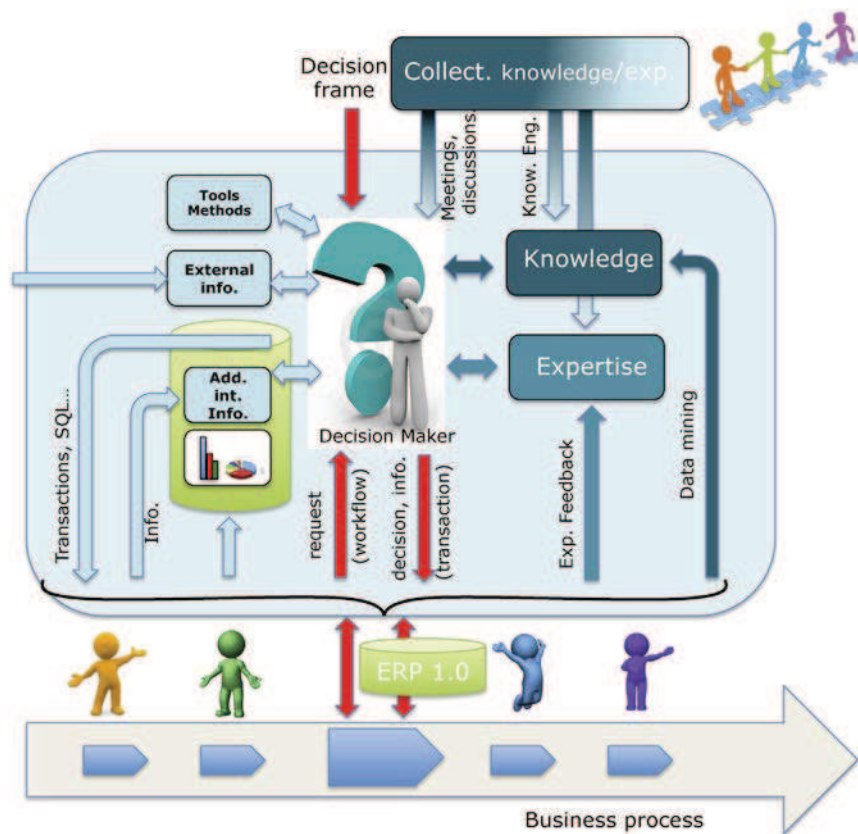 Decision
frame
Collect. knowledge/exp.
Meetings,
discussions.
Know. Eng.
Tools
Methods
External
info.
Knowledge
Add.
int.
Info.
Expertise
Decision Maker
Transactions, SQL...
Info.
request
(workflow)
decision, info.
(transaction)
Exp. Feedback
Data mining
ERP 1.0
Business process